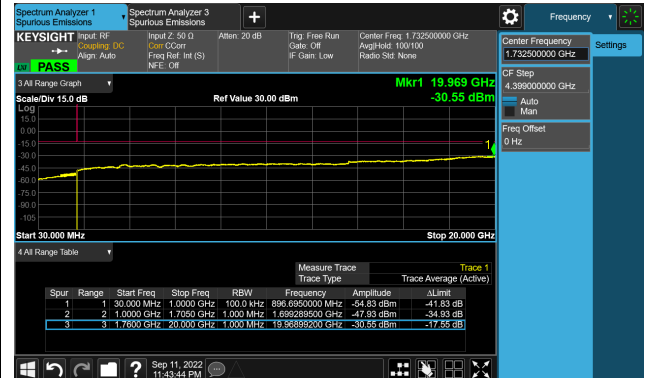 Spectrum Analyzer 1
Spurious Emissions
Spectrum Analyzer 3
Spurious Emissions
Frequency
KEYSIGHT
Input: RF
Coupling: DC
Align: Auto
Input Z: 50 Ω
Corr CCorr
Freq Ref: Int (S)
NFE: Off
Atten: 20 dB
Trig: Free Run
Gate: Off
IF Gain: Low
Center Freq: 1.732500000 GHz
Avg|Hold: 100/100
Radio Std: None
PASS
Center Frequency
1.732500000 GHz
Settings
CF Step
4.399000000 GHz
Auto
Man
Freq Offset
0 Hz
3 All Range Graph
Mkr1 19.969 GHz
Scale/Div 15.0 dB
Ref Value 30.00 dBm
-30.55 dBm
Log
15.0
0.00
-15.0
-30.0
-45.0
-60.0
-75.0
-90.0
-105
1
Start 30.000 MHz
Stop 20.000 GHz
4 All Range Table
Measure Trace Trace 1
Trace Type Trace Average (Active)
Spur Range Start Freq Stop Freq RBW Frequency Amplitude ΔLimit
1 1 30.000 MHz 1.0000 GHz 100.0 kHz 896.6950000 MHz -54.83 dBm -41.83 dB
2 2 1.0000 GHz 1.7050 GHz 1.000 MHz 1.699289500 GHz -47.93 dBm -34.93 dB
3 3 1.7600 GHz 20.000 GHz 1.000 MHz 19.96899200 GHz -30.55 dBm -17.55 dB
Sep 11, 2022
11:43:44 PM